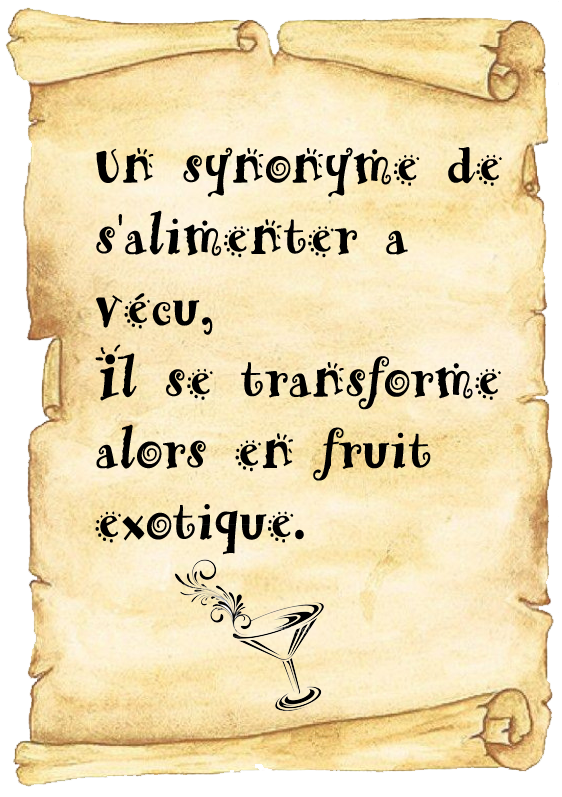 Un synonyme de
s'alimenter a
vécu,
il se transforme
alors en fruit
exotique.